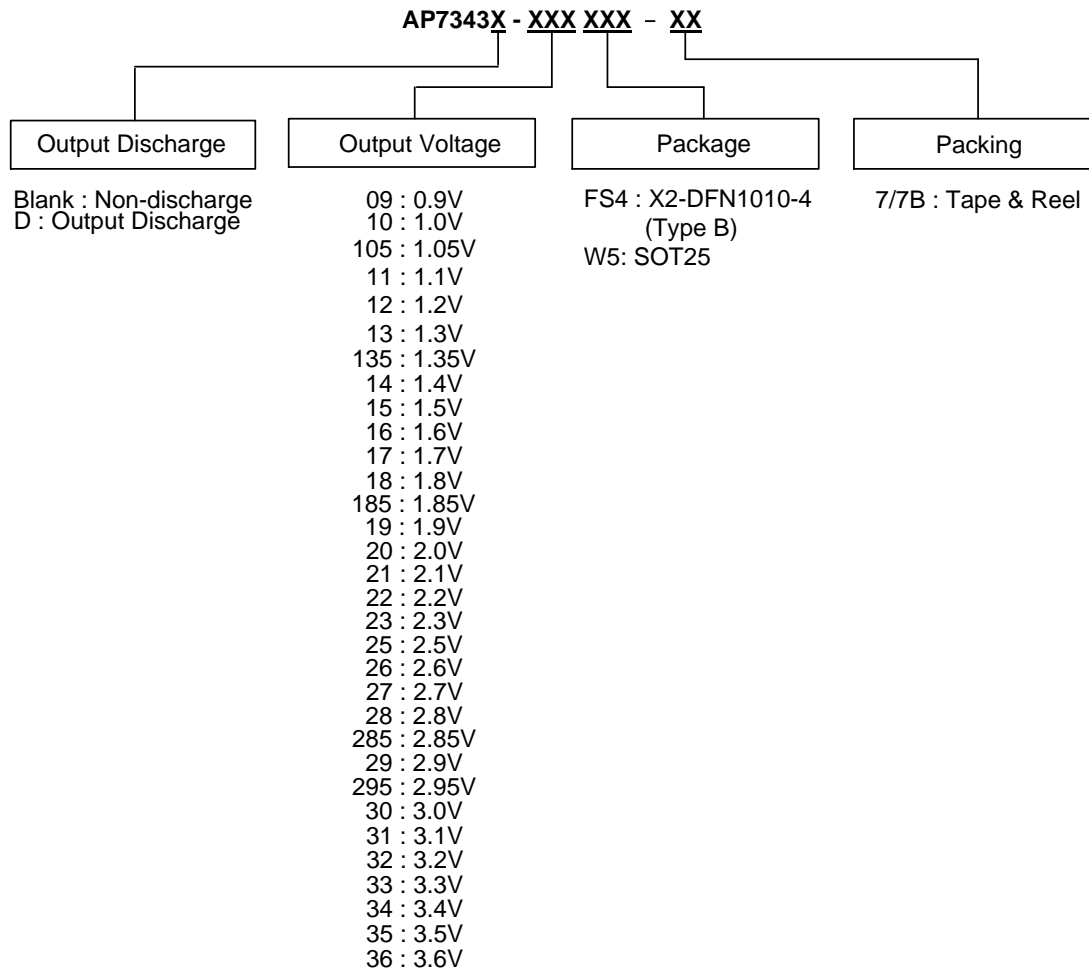 AP7343X - XXX XXX – XX
Output Discharge
Blank : Non-discharge
D : Output Discharge
Output Voltage
09 : 0.9V
10 : 1.0V
105 : 1.05V
11 : 1.1V
12 : 1.2V
13 : 1.3V
135 : 1.35V
14 : 1.4V
15 : 1.5V
16 : 1.6V
17 : 1.7V
18 : 1.8V
185 : 1.85V
19 : 1.9V
20 : 2.0V
21 : 2.1V
22 : 2.2V
23 : 2.3V
25 : 2.5V
26 : 2.6V
27 : 2.7V
28 : 2.8V
285 : 2.85V
29 : 2.9V
295 : 2.95V
30 : 3.0V
31 : 3.1V
32 : 3.2V
33 : 3.3V
34 : 3.4V
35 : 3.5V
36 : 3.6V
Package
FS4 : X2-DFN1010-4
(Type B)
W5: SOT25
Packing
7/7B : Tape & Reel